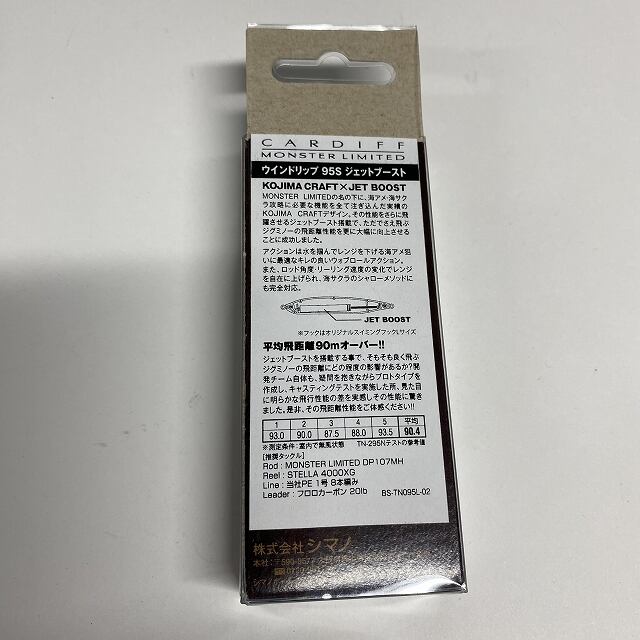 CARDIFF
MONSTER LIMITED
ウインドリップ 95S ジェットブースト
KOJIMA CRAFT×JET BOOST
MONSTER LIMITEDの名の下に、海アメ・海サク
ラ攻略に必要な機能を全て注ぎ込んだ実績の
KOJIMA CRAFTデザイン。その性能をさらに飛
躍させるジェットブースト搭載で、ただでさえ飛ぶ
ジグミノーの飛距離性能を更に大幅に向上させる
ことに成功しました。
アクションは水を掴んでレンジを下げる海アメ狙
いに最適なキレの良いウォブロールアクション。
また、ロッド角度・リーリング速度の変化でレンジ
を自在に上げられ、海サクラのシャローメソッドに
も完全対応。
JET BOOST
※フックはオリジナルスイミングフックLサイズ
平均飛距離90mオーバー!!
ジェットブーストを搭載する事で、そもそも良く飛ぶ
ジグミノーの飛距離にどの程度の影響があるか?開
発チーム自体も、疑問を抱きながらプロトタイプを
作成し、キャスティングテストを実施した所、見た目
に明らかな飛行性能の差を実感しその性能に驚き
ました。是非、その飛距離性能をご体感ください!!
1 2 3 4 5 平均
93.0 90.0 87.5 88.0 93.5 90.4
※測定条件:室内で無風状態 TN-295Nテストの参考値
[推奨タックル]
Rod : MONSTER LIMITED DP107MH
Reel : STELLA 4000XG
Line : 当社PE 1号 8本編み
Leader : フロロカーボン 20lb BS-TN095L-02
株式会社シマノ
本社:〒590-8577
シマノ